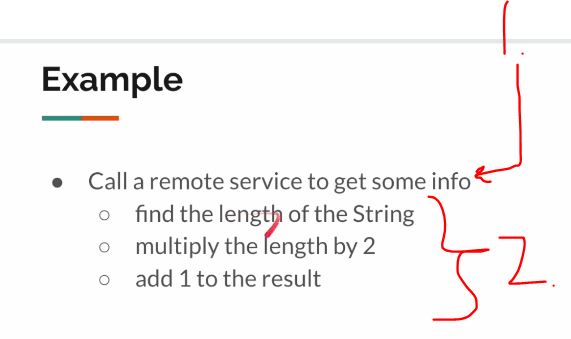 1.
Example
● Call a remote service to get some info
○ find the length of the String
○ multiply the length by 2
○ add 1 to the result
2.